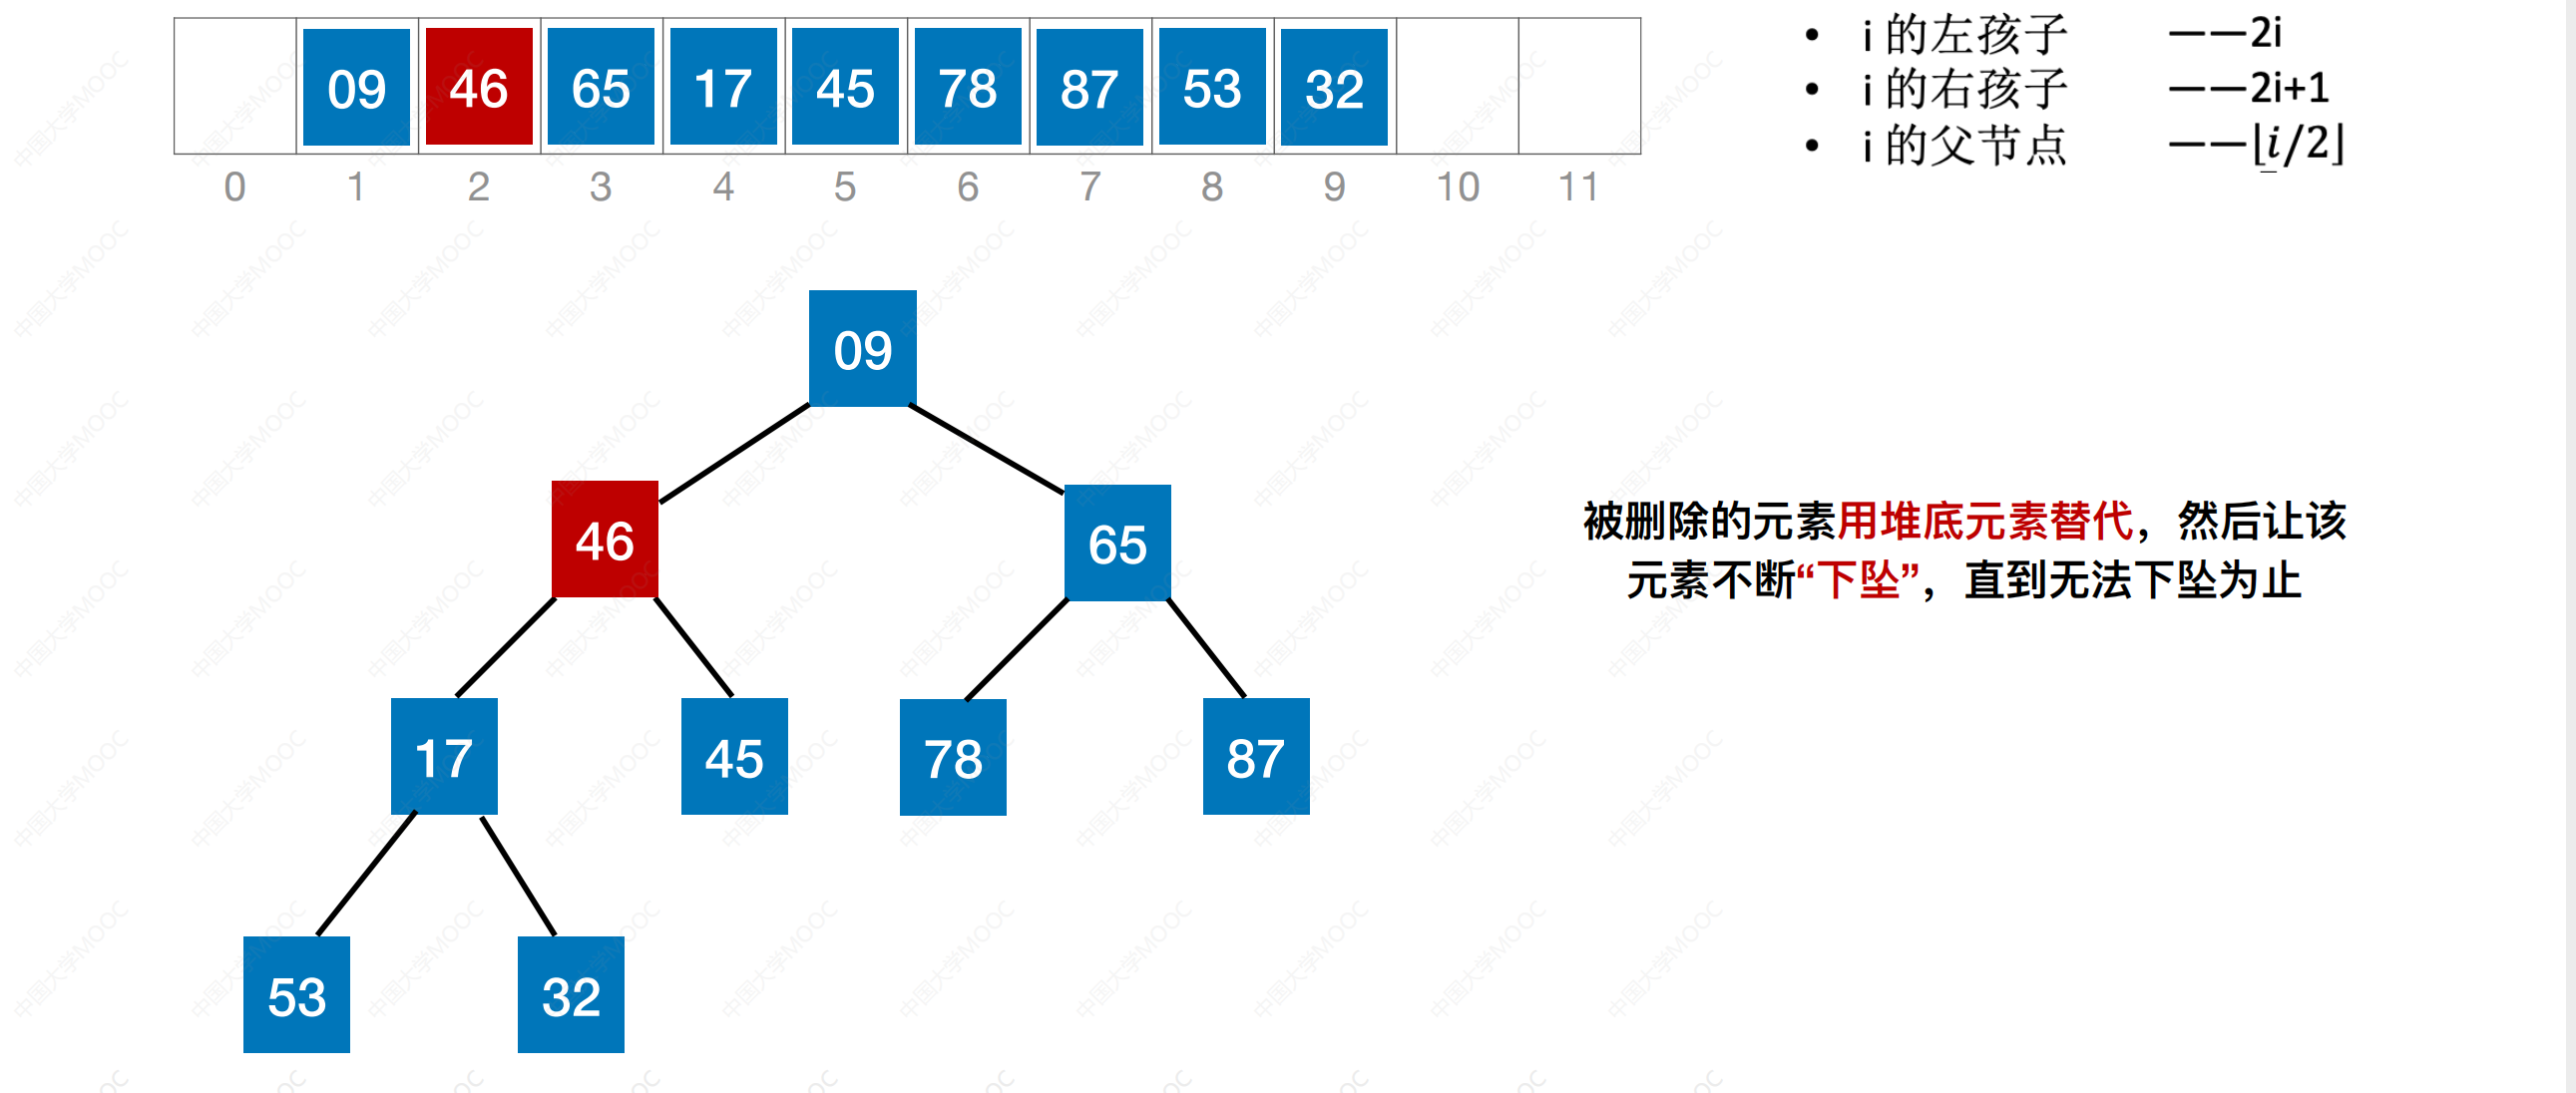 09 46 65 17 45 78 87 53 32
0 1 2 3 4 5 6 7 8 9 10 11
• i 的左孩子 ——2i
• i 的右孩子 ——2i+1
• i 的父节点 ——⌊i/2⌋
09
46 65
被删除的元素用堆底元素替代，然后让该
元素不断“下坠”，直到无法下坠为止
17 45 78 87
53 32
中国大学MOOC